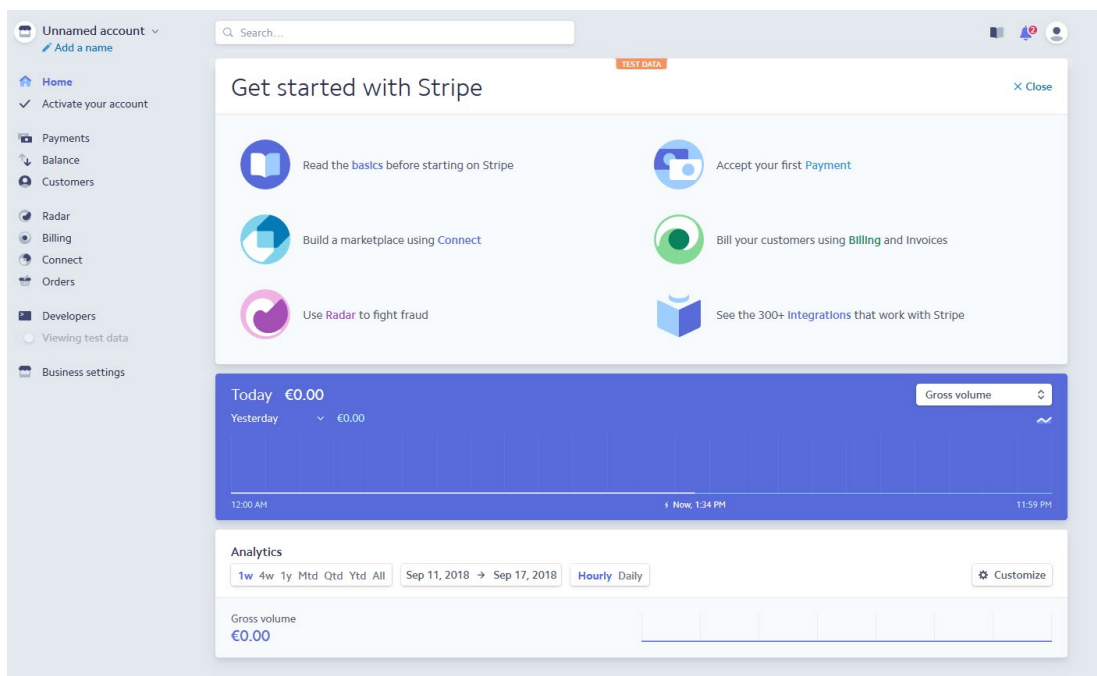 Unnamed account
Add a name
Search...
2
Home
Activate your account
Payments
Balance
Customers
Radar
Billing
Connect
Orders
Developers
Viewing test data
Business settings
TEST DATA
Get started with Stripe
× Close
Read the basics before starting on Stripe
Accept your first Payment
Build a marketplace using Connect
Bill your customers using Billing and Invoices
Use Radar to fight fraud
See the 300+ Integrations that work with Stripe
Today €0.00
Gross volume
Yesterday €0.00
12:00 AM
Now, 1:34 PM
11:59 PM
Analytics
1w 4w 1y Mtd Qtd Ytd All
Sep 11, 2018 → Sep 17, 2018
Hourly Daily
Customize
Gross volume
€0.00